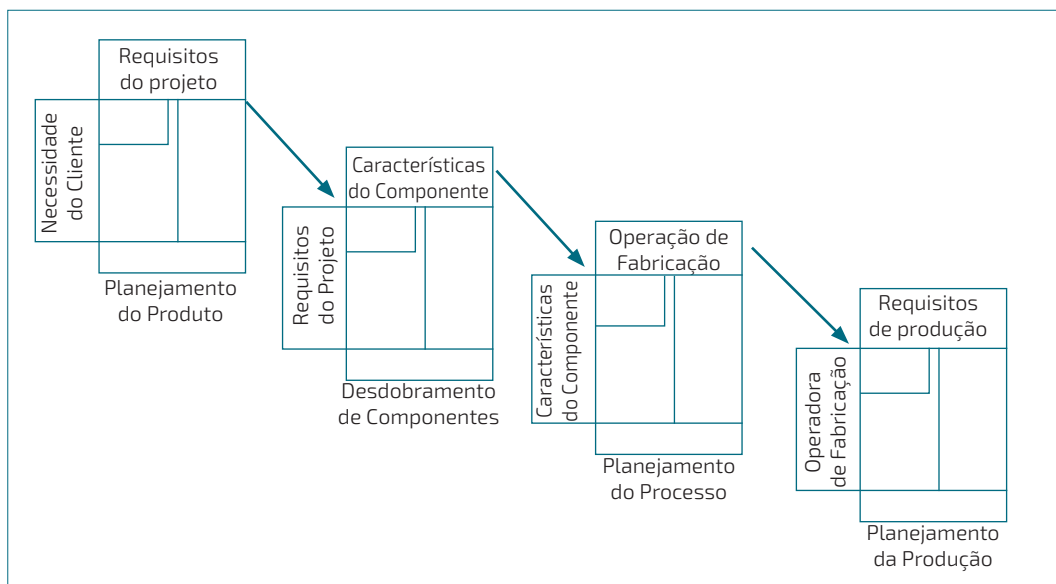 Requisitos
do projeto
Necessidade
do Cliente
Planejamento
do Produto
Características
do Componente
Requisitos
do Projeto
Desdobramento
de Componentes
Operação de
Fabricação
Características
do Componente
Planejamento
do Processo
Requisitos
de produção
Operadora
de Fabricação
Planejamento
da Produção